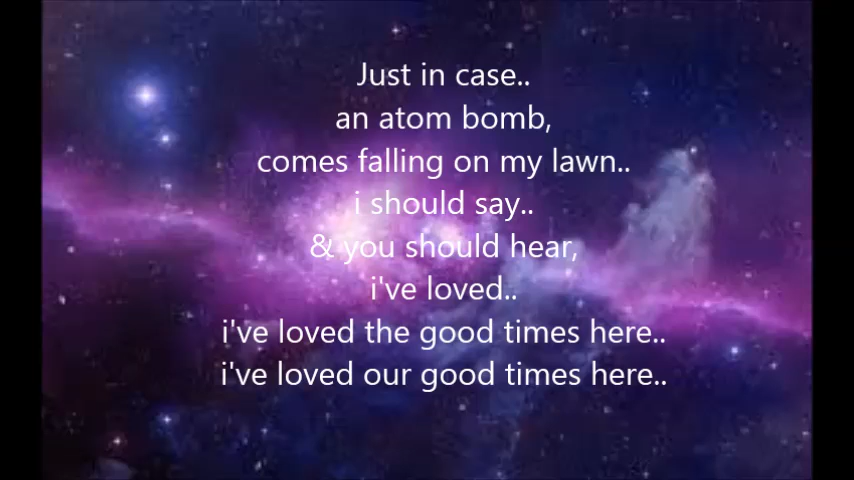 Just in case..
an atom bomb,
comes falling on my lawn..
i should say..
& you should hear,
i've loved..
i've loved the good times here..
i've loved our good times here..